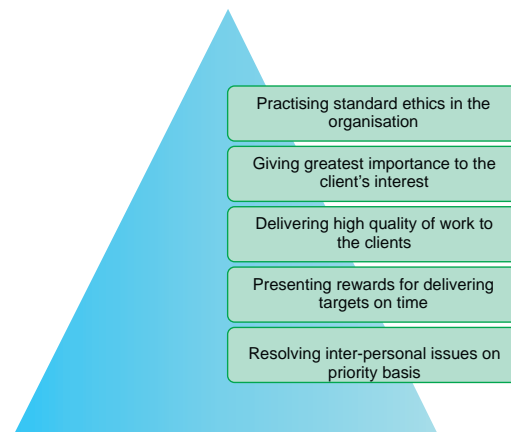 Practising standard ethics in the
organisation
Giving greatest importance to the
client's interest
Delivering high quality of work to
the clients
Presenting rewards for delivering
targets on time
Resolving inter-personal issues on
priority basis